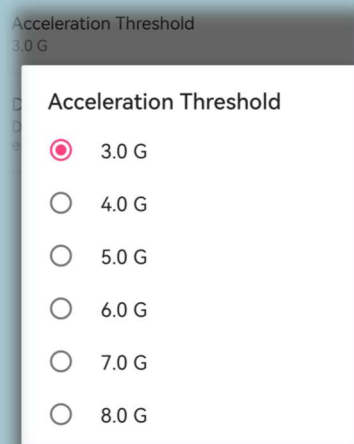 Acceleration Threshold
3.0 G
Acceleration Threshold
3.0 G
4.0 G
5.0 G
6.0 G
7.0 G
8.0 G